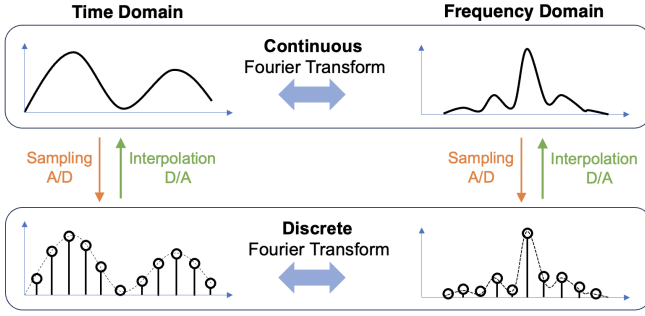 Time Domain
Frequency Domain
Continuous
Fourier Transform
Sampling
A/D
Interpolation
D/A
Sampling
A/D
Interpolation
D/A
Discrete
Fourier Transform